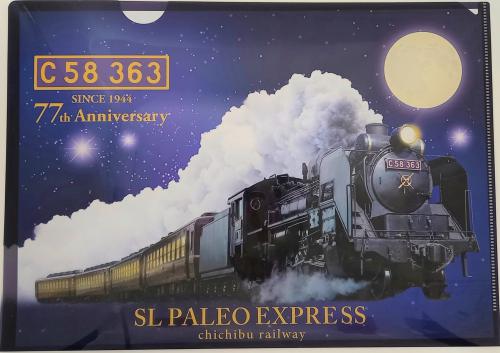 C58 363
SINCE 1944
77th Anniversary
C58 363
SL PALEO EXPRESS
chichibu railway